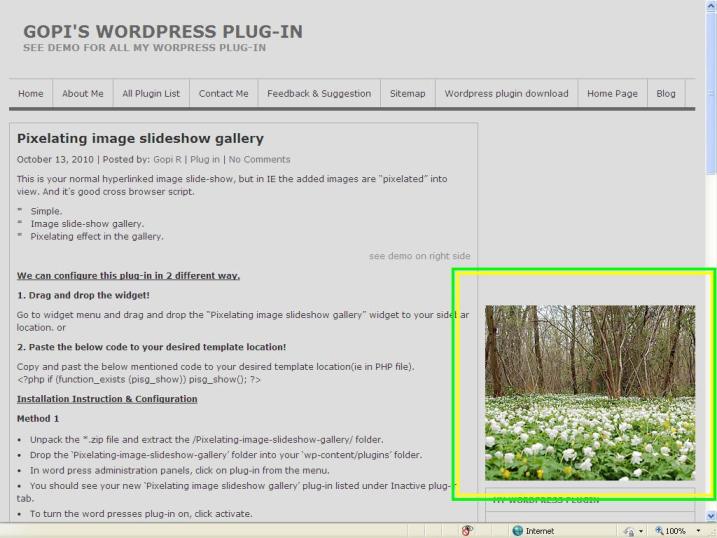 GOPI'S WORDPRESS PLUG-IN
SEE DEMO FOR ALL MY WORPRESS PLUG-IN
Home About Me All Plugin List Contact Me Feedback & Suggestion Sitemap Wordpress plugin download Home Page Blog
Pixelating image slideshow gallery
October 13, 2010 | Posted by: Gopi R | Plug in | No Comments
This is your normal hyperlinked image slide-show, but in IE the added images are "pixelated" into
view. And it's good cross browser script.
* Simple.
* Image slide-show gallery.
* Pixelating effect in the gallery.
see demo on right side
We can configure this plug-in in 2 different way.
1. Drag and drop the widget!
Go to widget menu and drag and drop the "Pixelating image slideshow gallery" widget to your sidebar
location. or
2. Paste the below code to your desired template location!
Copy and past the below mentioned code to your desired template location(ie in PHP file).
<?php if (function_exists (pisg_show)) pisg_show(); ?>
Installation Instruction & Configuration
Method 1
• Unpack the *.zip file and extract the /Pixelating-image-slideshow-gallery/ folder.
• Drop the 'Pixelating-image-slideshow-gallery' folder into your 'wp-content/plugins' folder.
• In word press administration panels, click on plug-in from the menu.
• You should see your new 'Pixelating image slideshow gallery' plug-in listed under Inactive plug-in
tab.
• To turn the word presses plug-in on, click activate.
MY WORDPRESS PLUGIN
Internet 100%